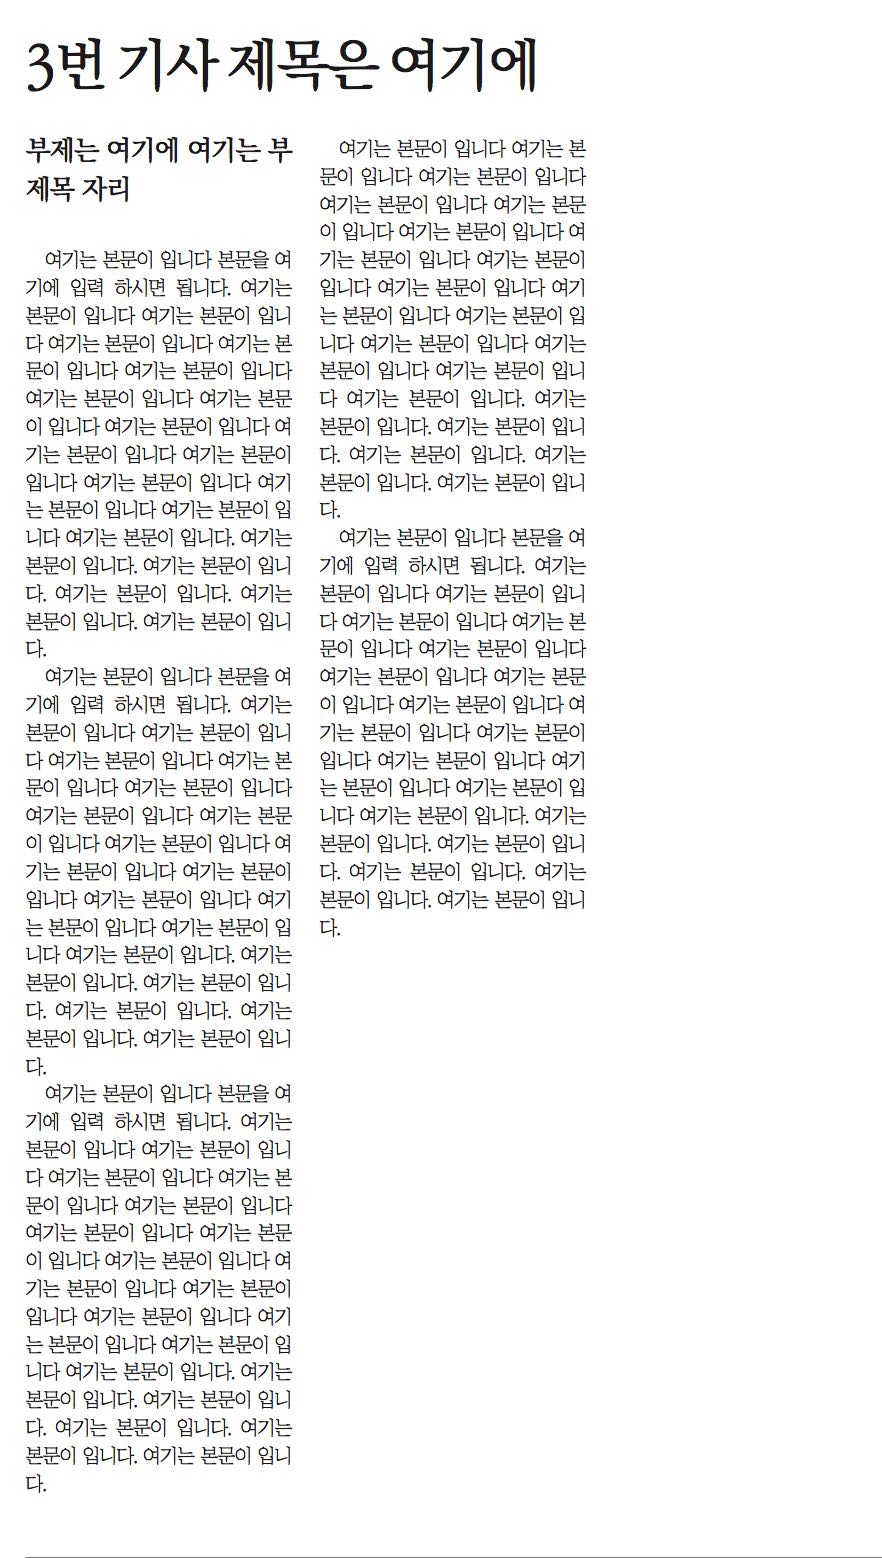 3번 기사 제목은 여기에
부제는 여기에 여기는 부
제목 자리
여기는 본문이 입니다 본문을 여
기에 입력 하시면 됩니다. 여기는
본문이 입니다 여기는 본문이 입니
다 여기는 본문이 입니다 여기는 본
문이 입니다 여기는 본문이 입니다
여기는 본문이 입니다 여기는 본문
이 입니다 여기는 본문이 입니다 여
기는 본문이 입니다 여기는 본문이
입니다 여기는 본문이 입니다 여기
는 본문이 입니다 여기는 본문이 입
니다 여기는 본문이 입니다. 여기는
본문이 입니다. 여기는 본문이 입니
다. 여기는 본문이 입니다. 여기는
본문이 입니다. 여기는 본문이 입니
다.
여기는 본문이 입니다 본문을 여
기에 입력 하시면 됩니다. 여기는
본문이 입니다 여기는 본문이 입니
다 여기는 본문이 입니다 여기는 본
문이 입니다 여기는 본문이 입니다
여기는 본문이 입니다 여기는 본문
이 입니다 여기는 본문이 입니다 여
기는 본문이 입니다 여기는 본문이
입니다 여기는 본문이 입니다 여기
는 본문이 입니다 여기는 본문이 입
니다 여기는 본문이 입니다. 여기는
본문이 입니다. 여기는 본문이 입니
다. 여기는 본문이 입니다. 여기는
본문이 입니다. 여기는 본문이 입니
다.
여기는 본문이 입니다 본문을 여
기에 입력 하시면 됩니다. 여기는
본문이 입니다 여기는 본문이 입니
다 여기는 본문이 입니다 여기는 본
문이 입니다 여기는 본문이 입니다
여기는 본문이 입니다 여기는 본문
이 입니다 여기는 본문이 입니다 여
기는 본문이 입니다 여기는 본문이
입니다 여기는 본문이 입니다 여기
는 본문이 입니다 여기는 본문이 입
니다 여기는 본문이 입니다. 여기는
본문이 입니다. 여기는 본문이 입니
다. 여기는 본문이 입니다. 여기는
본문이 입니다. 여기는 본문이 입니
다.
여기는 본문이 입니다 여기는 본
문이 입니다 여기는 본문이 입니다
여기는 본문이 입니다 여기는 본문
이 입니다 여기는 본문이 입니다 여
기는 본문이 입니다 여기는 본문이
입니다 여기는 본문이 입니다 여기
는 본문이 입니다 여기는 본문이 입
니다 여기는 본문이 입니다 여기는
본문이 입니다 여기는 본문이 입니
다 여기는 본문이 입니다. 여기는
본문이 입니다. 여기는 본문이 입니
다. 여기는 본문이 입니다. 여기는
본문이 입니다. 여기는 본문이 입니
다.
여기는 본문이 입니다 본문을 여
기에 입력 하시면 됩니다. 여기는
본문이 입니다 여기는 본문이 입니
다 여기는 본문이 입니다 여기는 본
문이 입니다 여기는 본문이 입니다
여기는 본문이 입니다 여기는 본문
이 입니다 여기는 본문이 입니다 여
기는 본문이 입니다 여기는 본문이
입니다 여기는 본문이 입니다 여기
는 본문이 입니다 여기는 본문이 입
니다 여기는 본문이 입니다. 여기는
본문이 입니다. 여기는 본문이 입니
다. 여기는 본문이 입니다. 여기는
본문이 입니다. 여기는 본문이 입니
다.